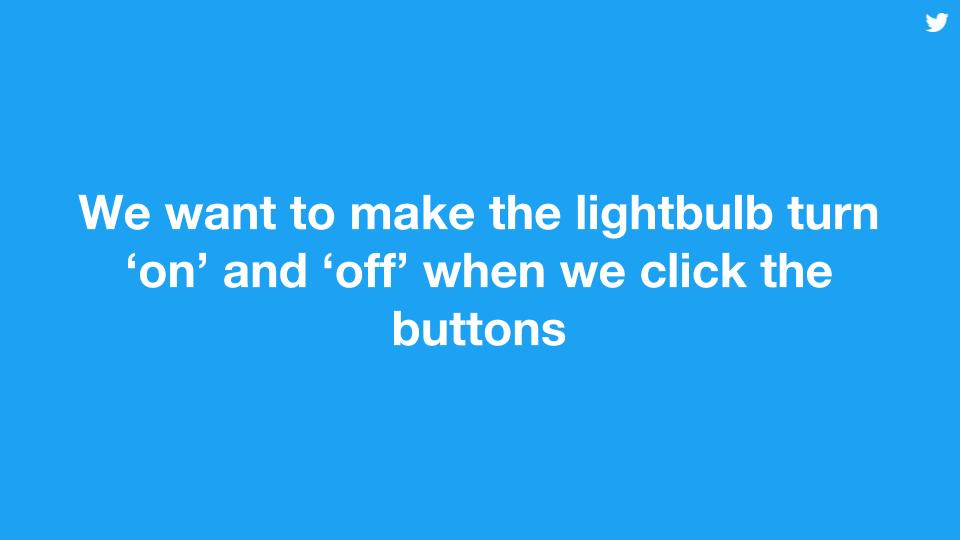 We want to make the lightbulb turn
‘on’ and ‘off’ when we click the
buttons